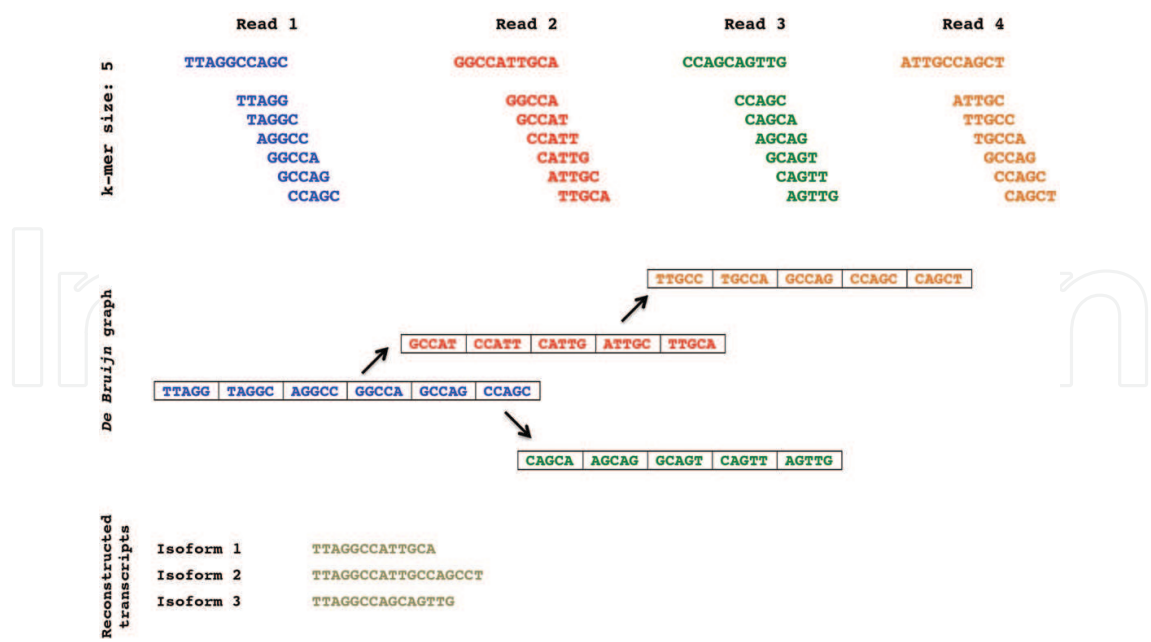 Read 1 Read 2 Read 3 Read 4
k-mer size: 5
TTAGGCCAGC GGCCATTGCA CCAGCAGTTG ATTGCCAGCT
TTAGG GGCCA CCAGC ATTGC
TAGGC GCCAT CAGCA TTGCC
AGGCC CCATT AGCAG TGCCA
GGCCA CATTG GCAGT GCCAG
GCCAG ATTGC CAGTT CCAGC
CCAGC TTGCA AGTTG CAGCT
De Bruijn graph
TTGCC TGCCA GCCAG CCAGC CAGCT
GCCAT CCATT CATTG ATTGC TTGCA
TTAGG TAGGC AGGCC GGCCA GCCAG CCAGC
CAGCA AGCAG GCAGT CAGTT AGTTG
Reconstructed
transcripts
Isoform 1 TTAGGCCATTGCA
Isoform 2 TTAGGCCATTGCCAGCCT
Isoform 3 TTAGGCCAGCAGTTG